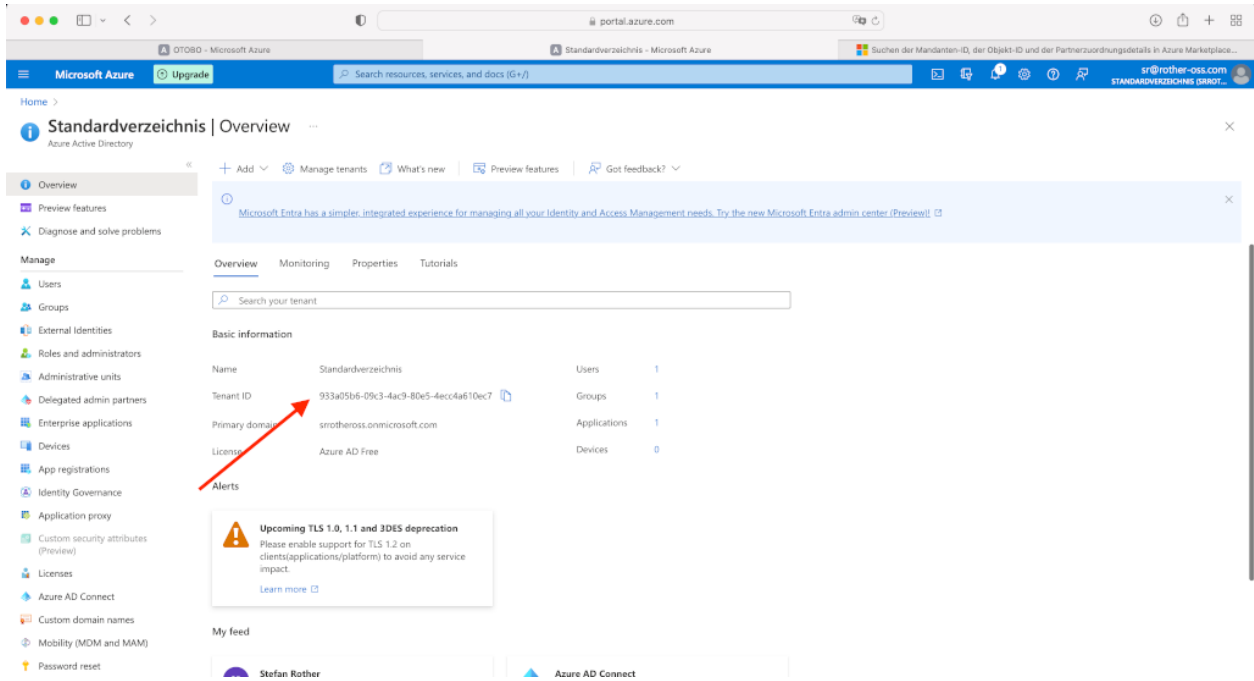 portal.azure.com
OTOBO - Microsoft Azure
Standardverzeichnis - Microsoft Azure
Suchen der Mandanten-ID, der Objekt-ID und der Partnerzuordnungsdetails in Azure Marketplace...
Microsoft Azure
Upgrade
Search resources, services, and docs (G+/)
sr@rother-oss.com
STANDARDVERZEICHNIS (SRROT...
Home >
Standardverzeichnis | Overview ...
Azure Active Directory
Overview
Preview features
Diagnose and solve problems
Manage
Users
Groups
External Identities
Roles and administrators
Administrative units
Delegated admin partners
Enterprise applications
Devices
App registrations
Identity Governance
Application proxy
Custom security attributes
(Preview)
Licenses
Azure AD Connect
Custom domain names
Mobility (MDM and MAM)
Password reset
Add
Manage tenants
What's new
Preview features
Got feedback?
Microsoft Entra has a simpler, integrated experience for managing all your Identity and Access Management needs. Try the new Microsoft Entra admin center (Preview)!
Overview Monitoring Properties Tutorials
Search your tenant
Basic information
Name Standardverzeichnis Users 1
Tenant ID 933a05b6-09c3-4ac9-80e5-4ecc4a610ec7 Groups 1
Primary domain srrotheross.onmicrosoft.com Applications 1
License Azure AD Free Devices 0
Alerts
Upcoming TLS 1.0, 1.1 and 3DES deprecation
Please enable support for TLS 1.2 on
clients(applications/platform) to avoid any service
impact.
Learn more
My feed
Stefan Rother
Azure AD Connect